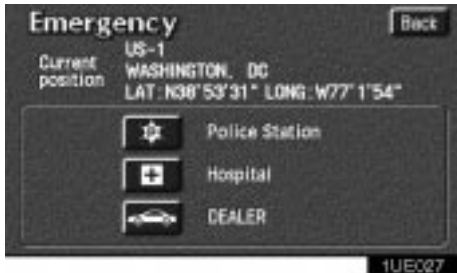 Emergency
Back
Current position
US-1
WASHINGTON, DC
LAT:N38°53'31" LONG:W77°1'54"
Police Station
Hospital
DEALER
1UE027